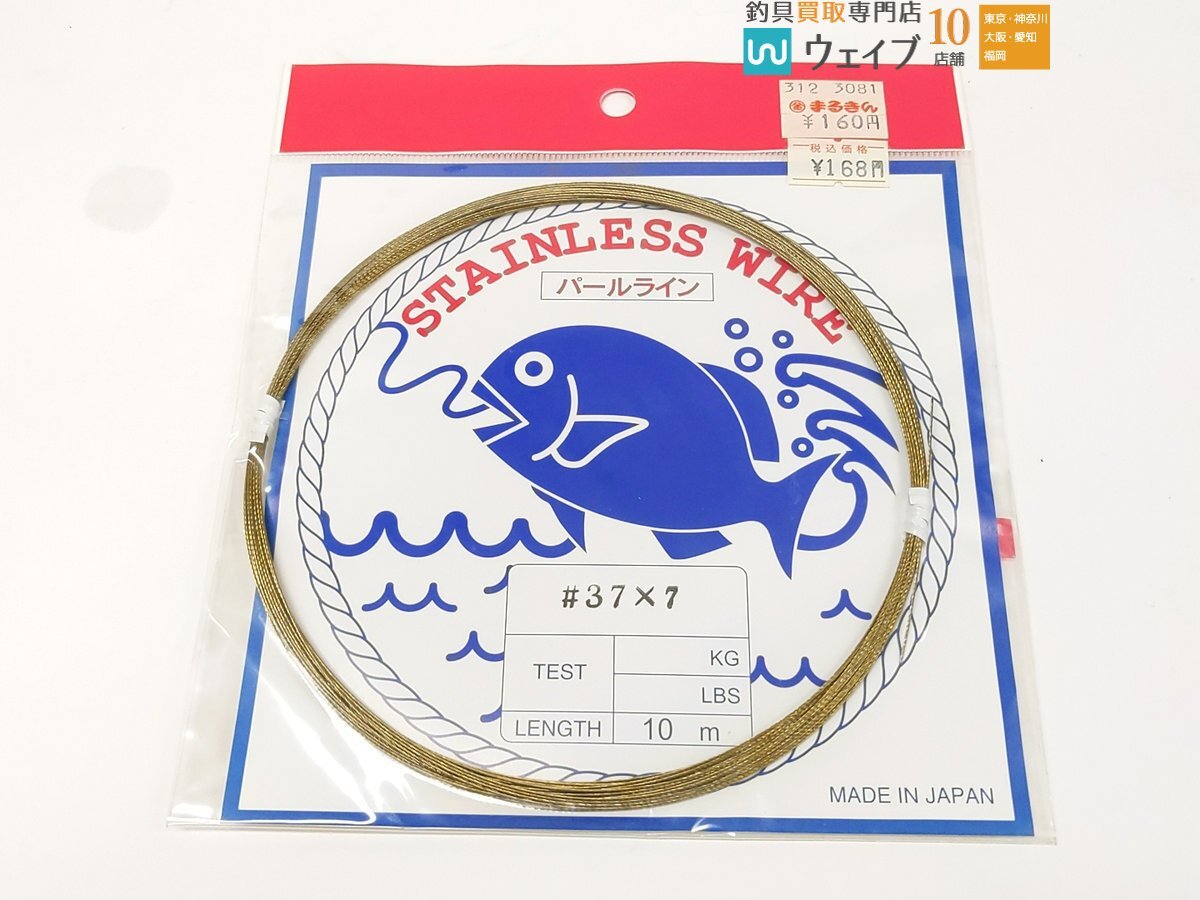 釣具買取専門店
ウェイブ
10
店舗
東京・神奈川
大阪・愛知
福岡
312 3081
まるきん
¥160円
税込価格
¥168円
STAINLESS WIRE
パールライン
#37×7
TEST
KG
LBS
LENGTH 10 m
MADE IN JAPAN